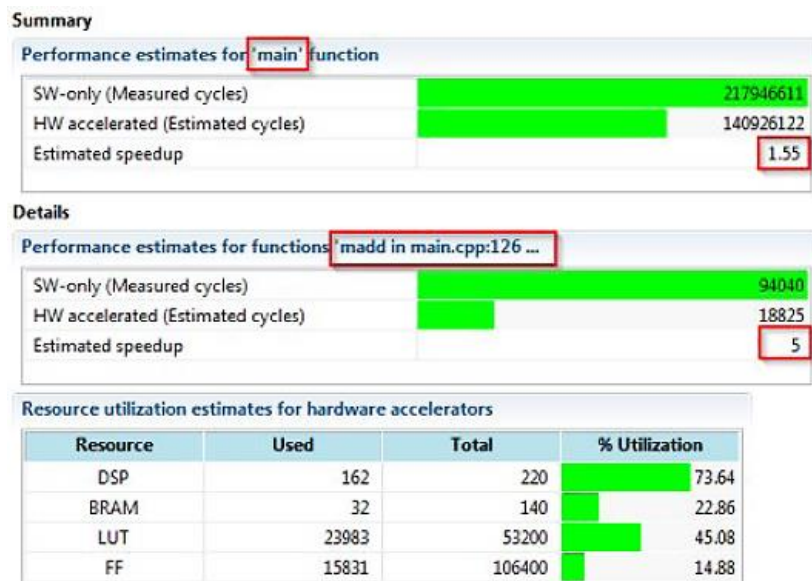 Summary
Performance estimates for 'main' function
SW-only (Measured cycles) 217946611
HW accelerated (Estimated cycles) 140926122
Estimated speedup 1.55
Details
Performance estimates for functions 'madd in main.cpp:126 ...
SW-only (Measured cycles) 94040
HW accelerated (Estimated cycles) 18825
Estimated speedup 5
Resource utilization estimates for hardware accelerators
Resource Used Total % Utilization
DSP 162 220 73.64
BRAM 32 140 22.86
LUT 23983 53200 45.08
FF 15831 106400 14.88